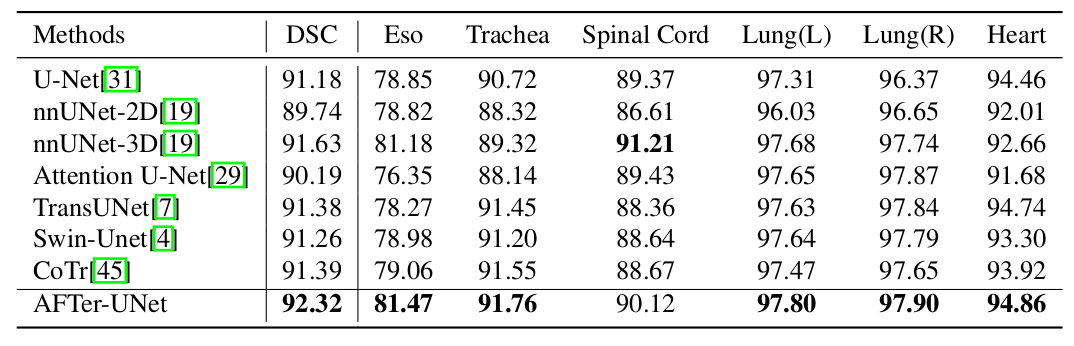 Methods DSC Eso Trachea Spinal Cord Lung(L) Lung(R) Heart
U-Net[31] 91.18 78.85 90.72 89.37 97.31 96.37 94.46
nnUNet-2D[19] 89.74 78.82 88.32 86.61 96.03 96.65 92.01
nnUNet-3D[19] 91.63 81.18 89.32 91.21 97.68 97.74 92.66
Attention U-Net[29] 90.19 76.35 88.14 89.43 97.65 97.87 91.68
TransUNet[7] 91.38 78.27 91.45 88.36 97.63 97.84 94.74
Swin-Unet[4] 91.26 78.98 91.20 88.64 97.64 97.79 93.30
CoTr[45] 91.39 79.06 91.55 88.67 97.47 97.65 93.92
AFTer-UNet 92.32 81.47 91.76 90.12 97.80 97.90 94.86